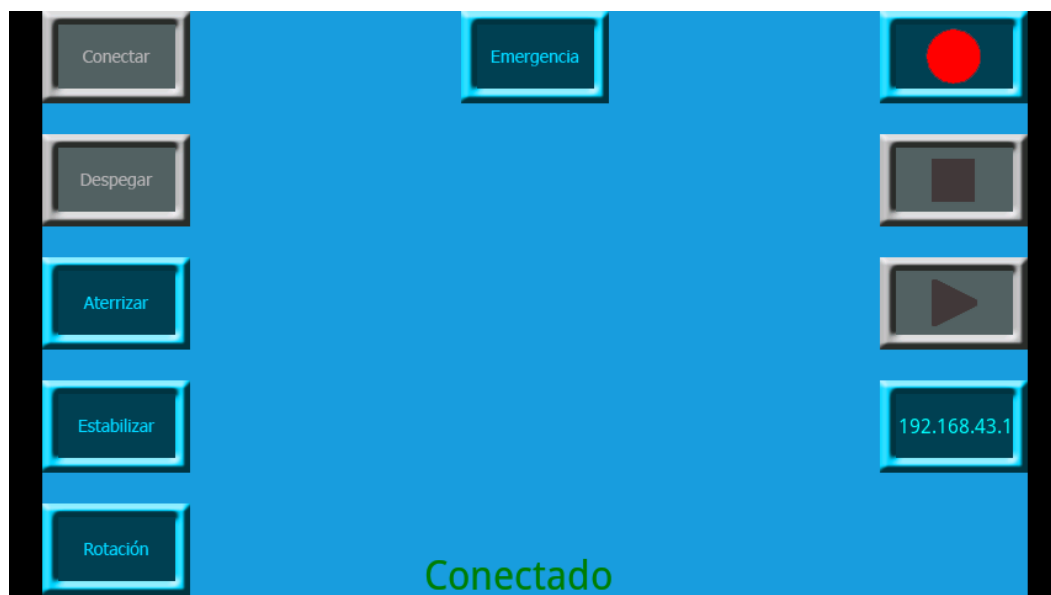 Conectar
Emergencia
Despegar
Aterrizar
Estabilizar
192.168.43.1
Rotación
Conectado